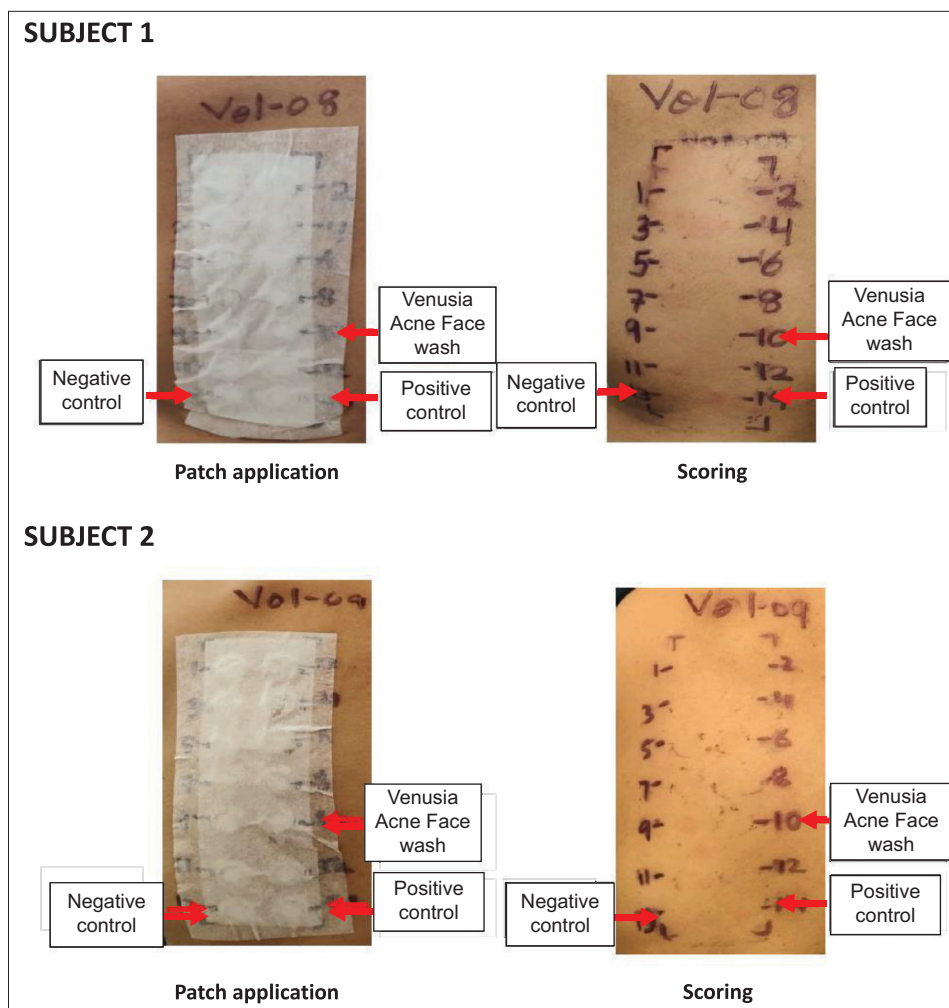 SUBJECT 1
Vol-08
Vol-08
1- -2
3- -4
5- -6
7- -8
9- -10
11- -12
Venusia
Acne Face
wash
Venusia
Acne Face
wash
Negative
control
Positive
control
Negative
control
Positive
control
Patch application
Scoring
SUBJECT 2
Vol-09
Vol-09
1- -2
3- -4
5- -6
7- -8
9- -10
11- -12
Venusia
Acne Face
wash
Venusia
Acne Face
wash
Negative
control
Positive
control
Negative
control
Positive
control
Patch application
Scoring